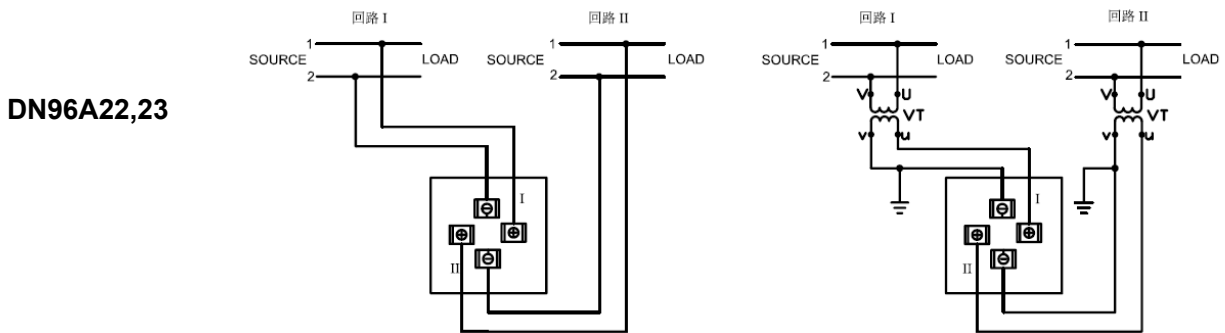 DN96A22,23
回路 I
回路 II
1
SOURCE
LOAD
2
1
SOURCE
LOAD
2
I
II
回路 I
回路 II
1
SOURCE
LOAD
2
V
U
VT
v
u
1
SOURCE
LOAD
2
V
U
VT
v
u
I
II